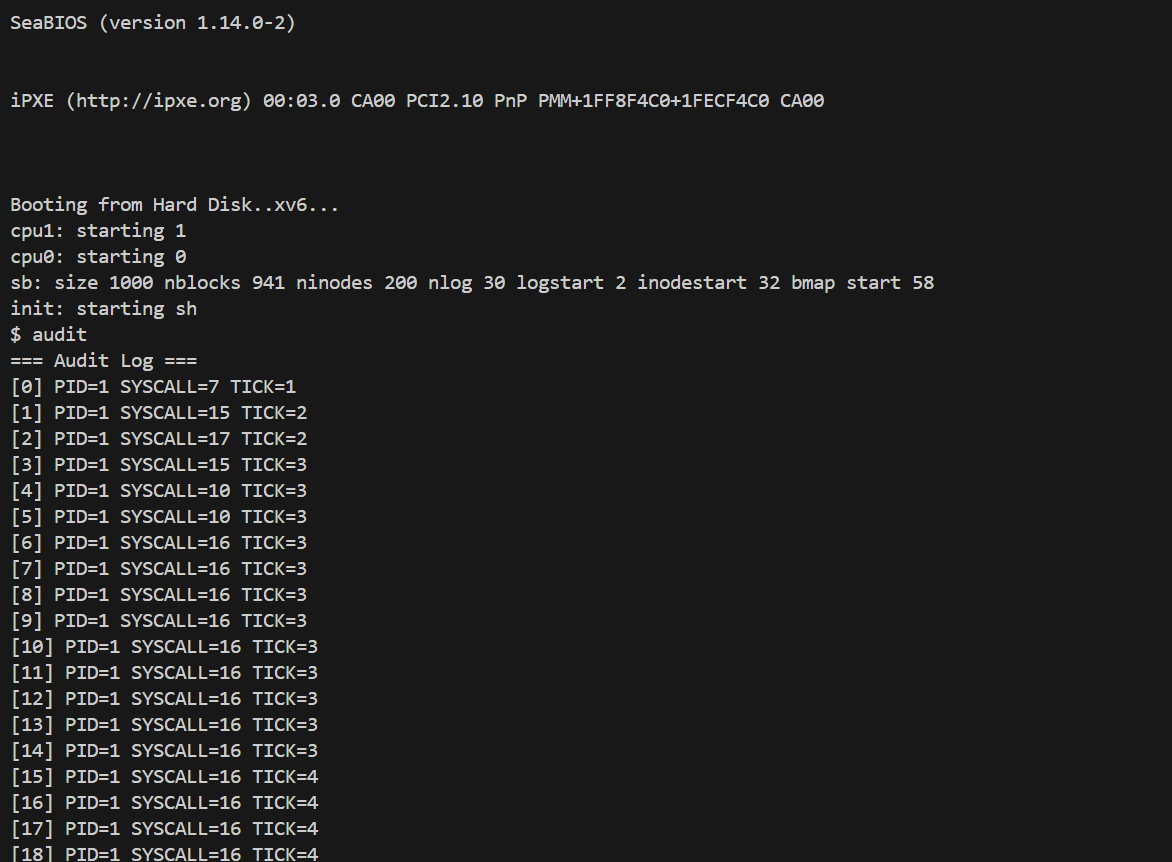 SeaBIOS (version 1.14.0-2)
iPXE (http://ipxe.org) 00:03.0 CA00 PCI2.10 PnP PMM+1FF8F4C0+1FECF4C0 CA00
Booting from Hard Disk..xv6...
cpu1: starting 1
cpu0: starting 0
sb: size 1000 nblocks 941 ninodes 200 nlog 30 logstart 2 inodestart 32 bmap start 58
init: starting sh
$ audit
=== Audit Log ===
[0] PID=1 SYSCALL=7 TICK=1
[1] PID=1 SYSCALL=15 TICK=2
[2] PID=1 SYSCALL=17 TICK=2
[3] PID=1 SYSCALL=15 TICK=3
[4] PID=1 SYSCALL=10 TICK=3
[5] PID=1 SYSCALL=10 TICK=3
[6] PID=1 SYSCALL=16 TICK=3
[7] PID=1 SYSCALL=16 TICK=3
[8] PID=1 SYSCALL=16 TICK=3
[9] PID=1 SYSCALL=16 TICK=3
[10] PID=1 SYSCALL=16 TICK=3
[11] PID=1 SYSCALL=16 TICK=3
[12] PID=1 SYSCALL=16 TICK=3
[13] PID=1 SYSCALL=16 TICK=3
[14] PID=1 SYSCALL=16 TICK=3
[15] PID=1 SYSCALL=16 TICK=4
[16] PID=1 SYSCALL=16 TICK=4
[17] PID=1 SYSCALL=16 TICK=4
[18] PID=1 SYSCALL=16 TICK=4